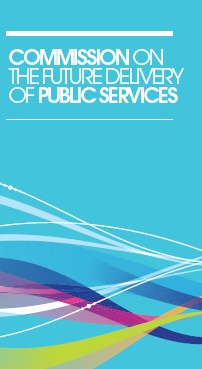 COMMISSION ON
THE FUTURE DELIVERY
OF PUBLIC SERVICES